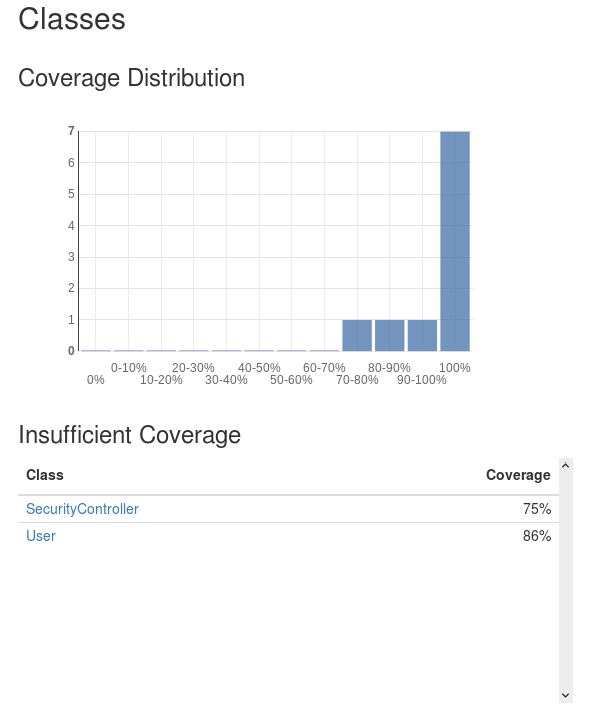 Classes
Coverage Distribution
7
6
5
4
3
2
1
0
0-10% 20-30% 40-50% 60-70% 80-90% 100%
0% 10-20% 30-40% 50-60% 70-80% 90-100%
Insufficient Coverage
Class Coverage
SecurityController 75%
User 86%